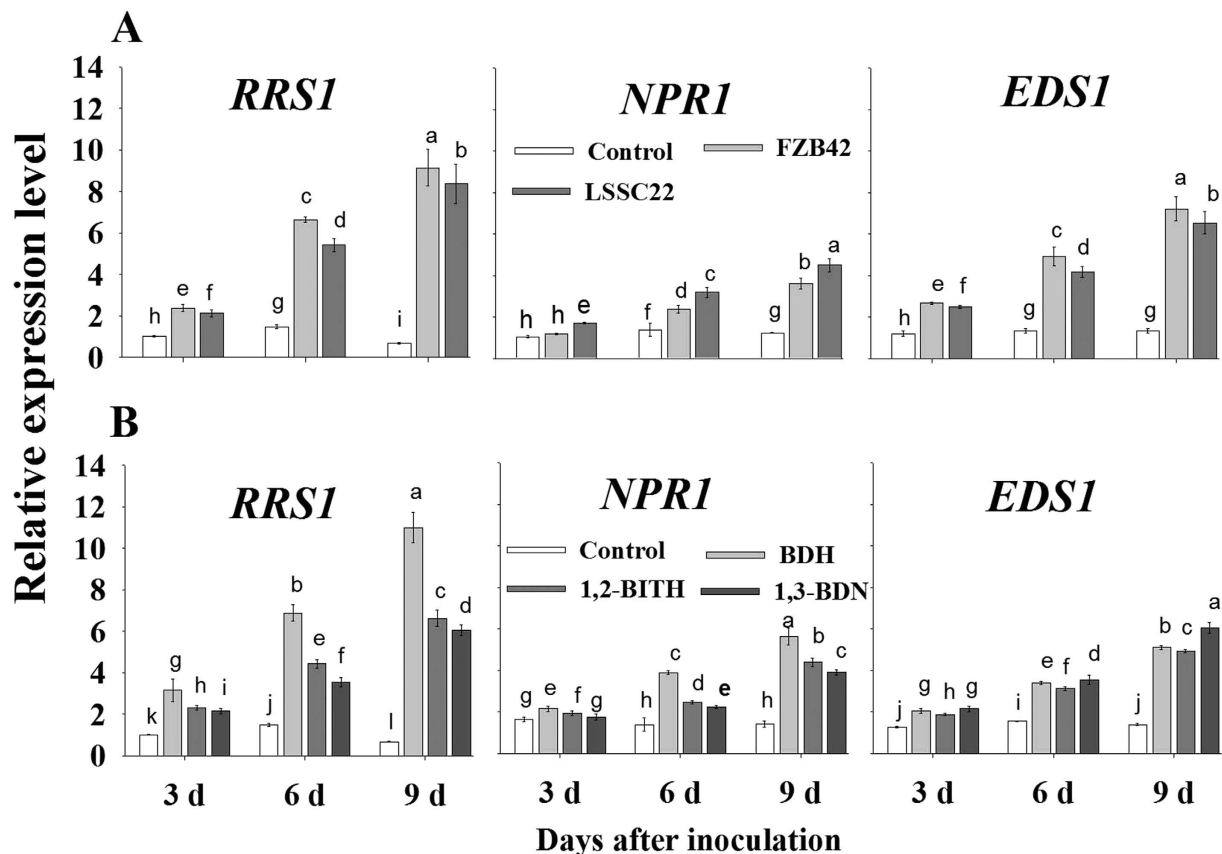 A
Relative expression level
14
12
10
8
6
4
2
0
RRS1
h e f
g c d
i a b
NPR1
Control FZB42
LSSC22
h h e
f d c
g b a
EDS1
h e f
g c d
g a b
B
14
12
10
8
6
4
2
0
RRS1
k g h i
j b e f
l a c d
3 d 6 d 9 d
NPR1
Control BDH
1,2-BITH 1,3-BDN
g e f g
h c d e
h a b c
3 d 6 d 9 d
EDS1
j g h g
i e f d
j b c a
3 d 6 d 9 d
Days after inoculation